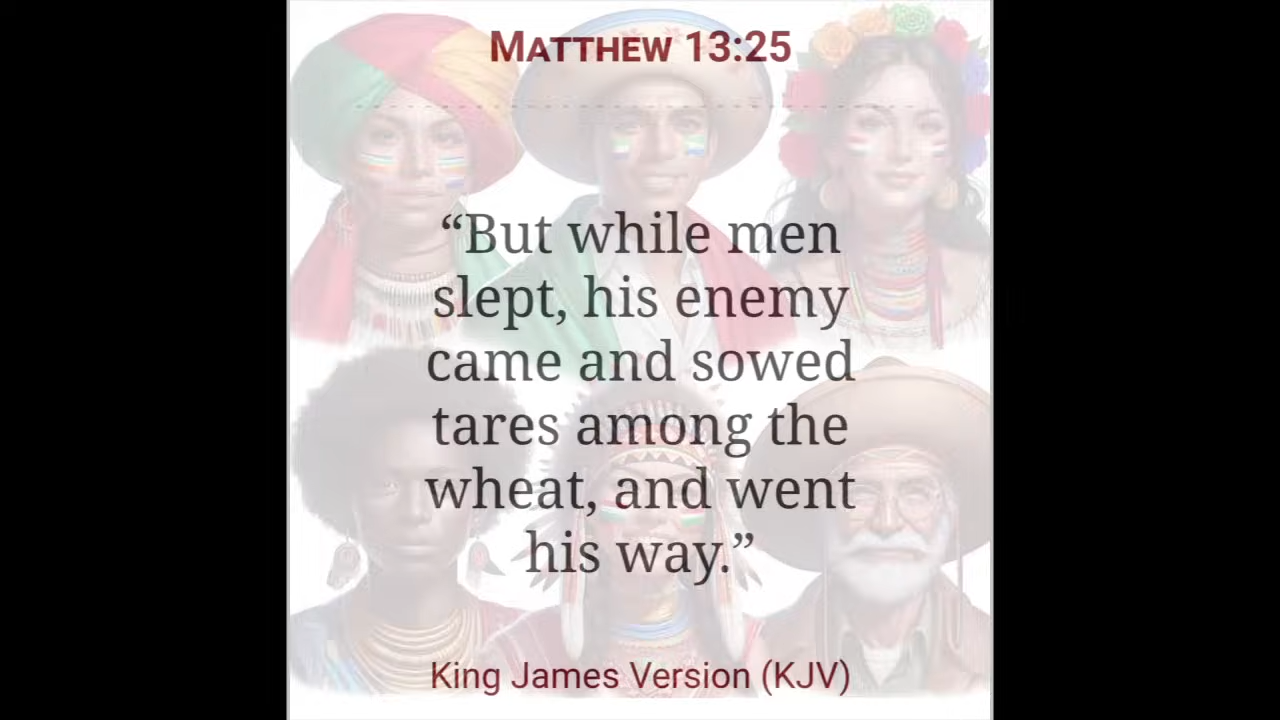 Matthew 13:25
“But while men
slept, his enemy
came and sowed
tares among the
wheat, and went
his way.”
King James Version (KJV)